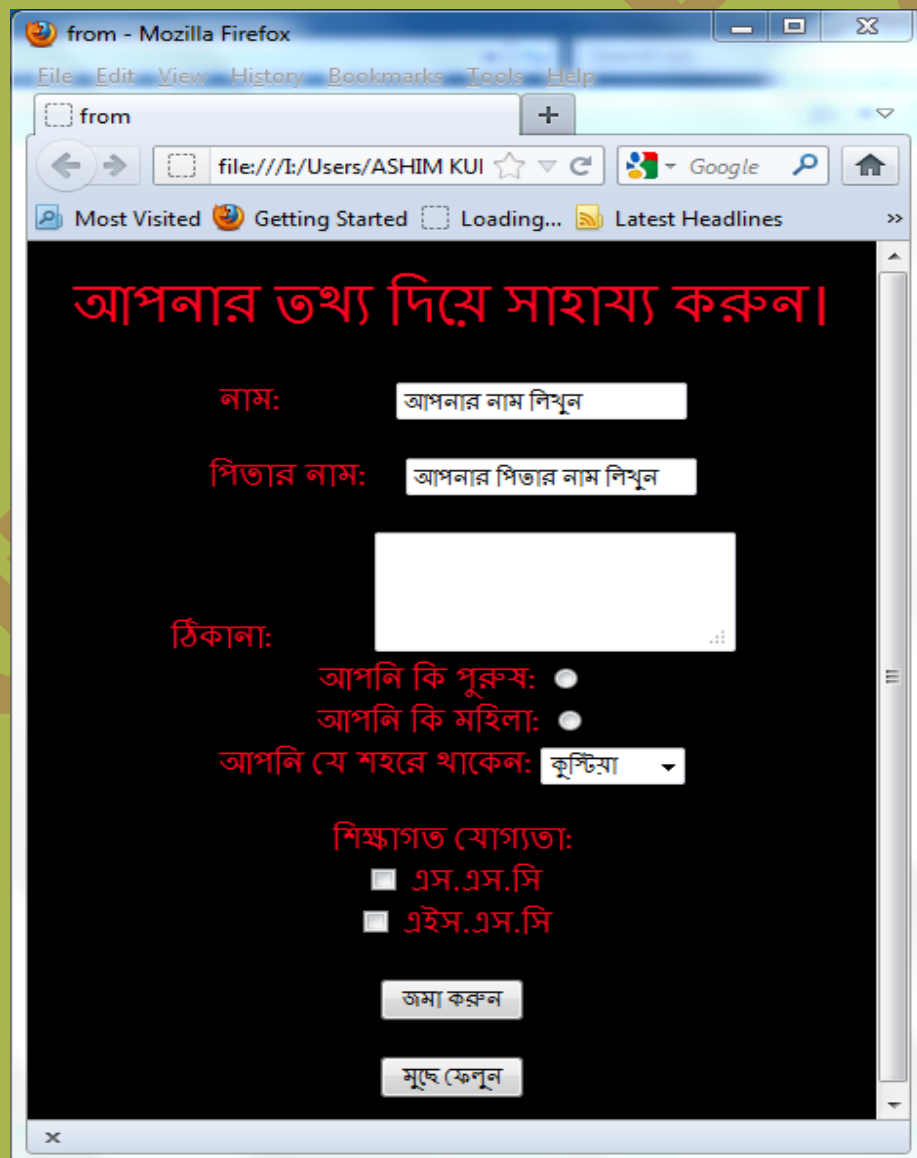 from - Mozilla Firefox
File Edit View History Bookmarks Tools Help
from +
file:///I:/Users/ASHIM KUI Google
Most Visited Getting Started Loading... Latest Headlines »
আপনার তথ্য দিয়ে সাহায্য করুন।
নাম: আপনার নাম লিখুন
পিতার নাম: আপনার পিতার নাম লিখুন
ঠিকানা:
আপনি কি পুরুষ:
আপনি কি মহিলা:
আপনি যে শহরে থাকেন: কুস্টিয়া
শিক্ষাগত যোগ্যতা:
এস.এস.সি
এইস.এস.সি
জমা করুন
মুছে ফেলুন
x